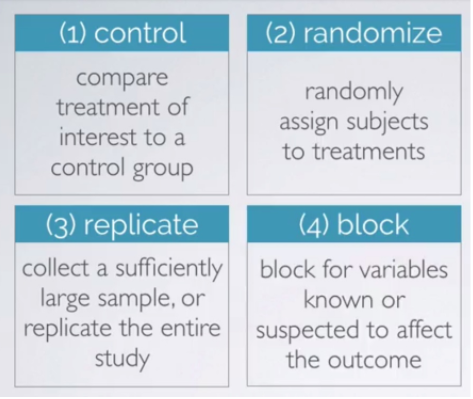 (1) control
compare
treatment of
interest to a
control group
(2) randomize
randomly
assign subjects
to treatments
(3) replicate
collect a sufficiently
large sample, or
replicate the entire
study
(4) block
block for variables
known or
suspected to affect
the outcome